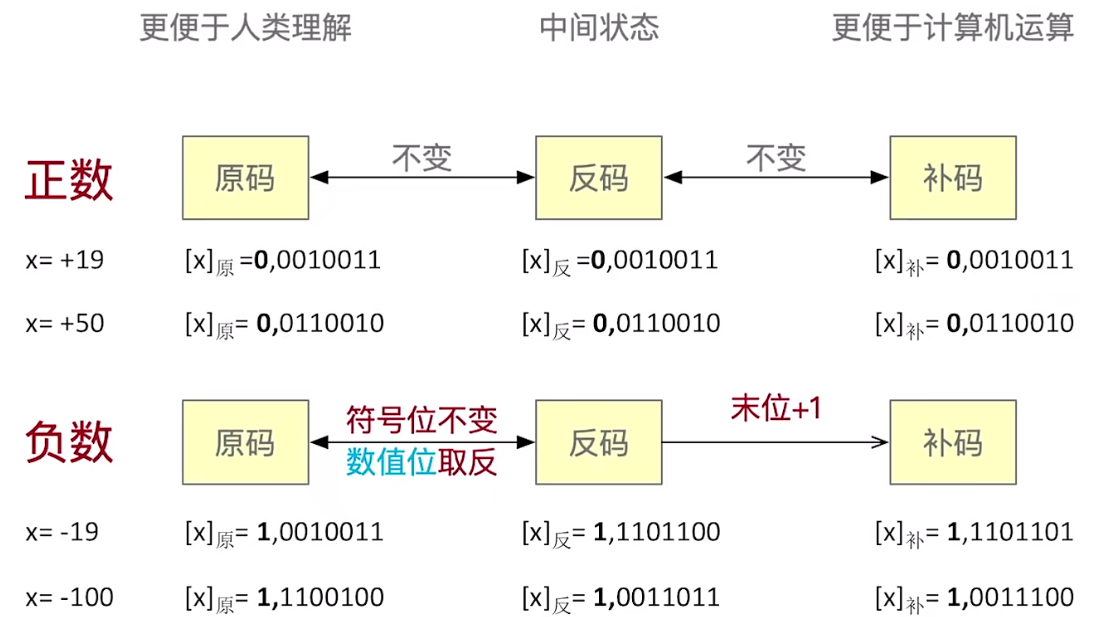 更便于人类理解 中间状态 更便于计算机运算
正数 原码 不变 反码 不变 补码
x= +19 [x]原 =0,0010011 [x]反 =0,0010011 [x]补= 0,0010011
x= +50 [x]原= 0,0110010 [x]反= 0,0110010 [x]补= 0,0110010
负数 原码 符号位不变 反码 末位+1 补码
数值位取反
x= -19 [x]原= 1,0010011 [x]反= 1,1101100 [x]补= 1,1101101
x= -100 [x]原= 1,1100100 [x]反= 1,0011011 [x]补= 1,0011100